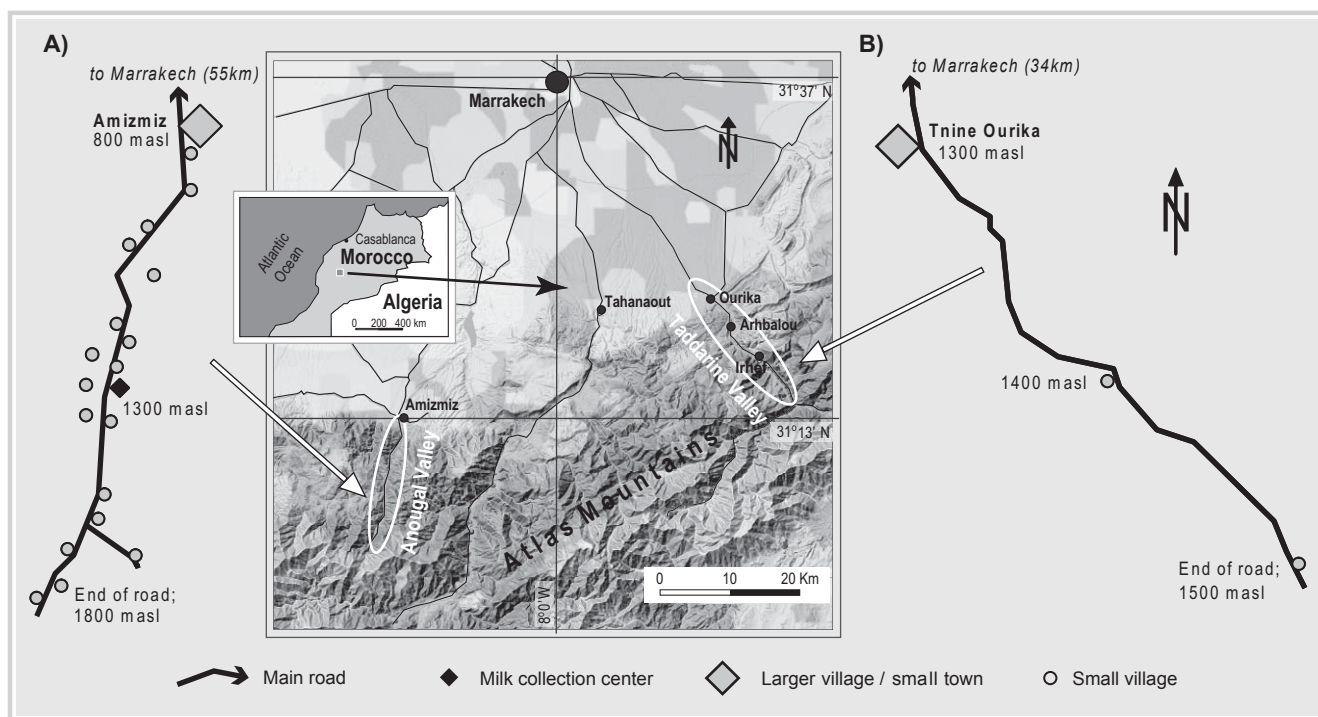 A)
to Marrakech (55km)
Amizmiz
800 masl
1300 masl
End of road;
1800 masl
Marrakech
31°37' N
N
Atlantic
Ocean
Casablanca
Morocco
Algeria
0 200 400 km
Tahanaout
Ourika
Arhbalou
Irhef
Taddarine Valley
Amizmiz
31°13' N
Anougal Valley
Atlas Mountains
0 10 20 Km
8°0'W
B)
to Marrakech (34km)
Tnine Ourika
1300 masl
N
1400 masl
End of road;
1500 masl
Main road
Milk collection center
Larger village / small town
Small village